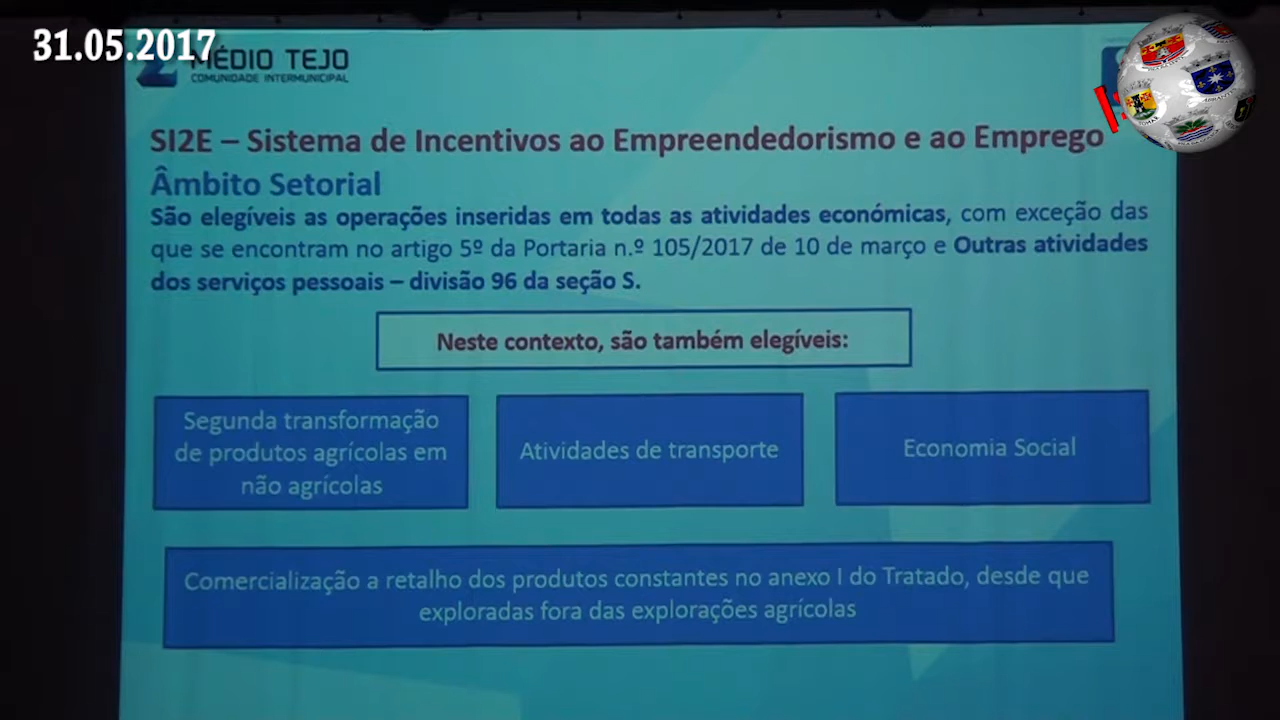 31.05.2017
MÉDIO TEJO
COMUNIDADE INTERMUNICIPAL
SI2E – Sistema de Incentivos ao Empreendedorismo e ao Emprego
Âmbito Setorial
São elegíveis as operações inseridas em todas as atividades económicas, com exceção das
que se encontram no artigo 5º da Portaria n.º 105/2017 de 10 de março e Outras atividades
dos serviços pessoais – divisão 96 da seção S.
Neste contexto, são também elegíveis:
Segunda transformação
de produtos agrícolas em
não agrícolas
Atividades de transporte
Economia Social
Comercialização a retalho dos produtos constantes no anexo I do Tratado, desde que
exploradas fora das explorações agrícolas
ABRANTES
TOMAR